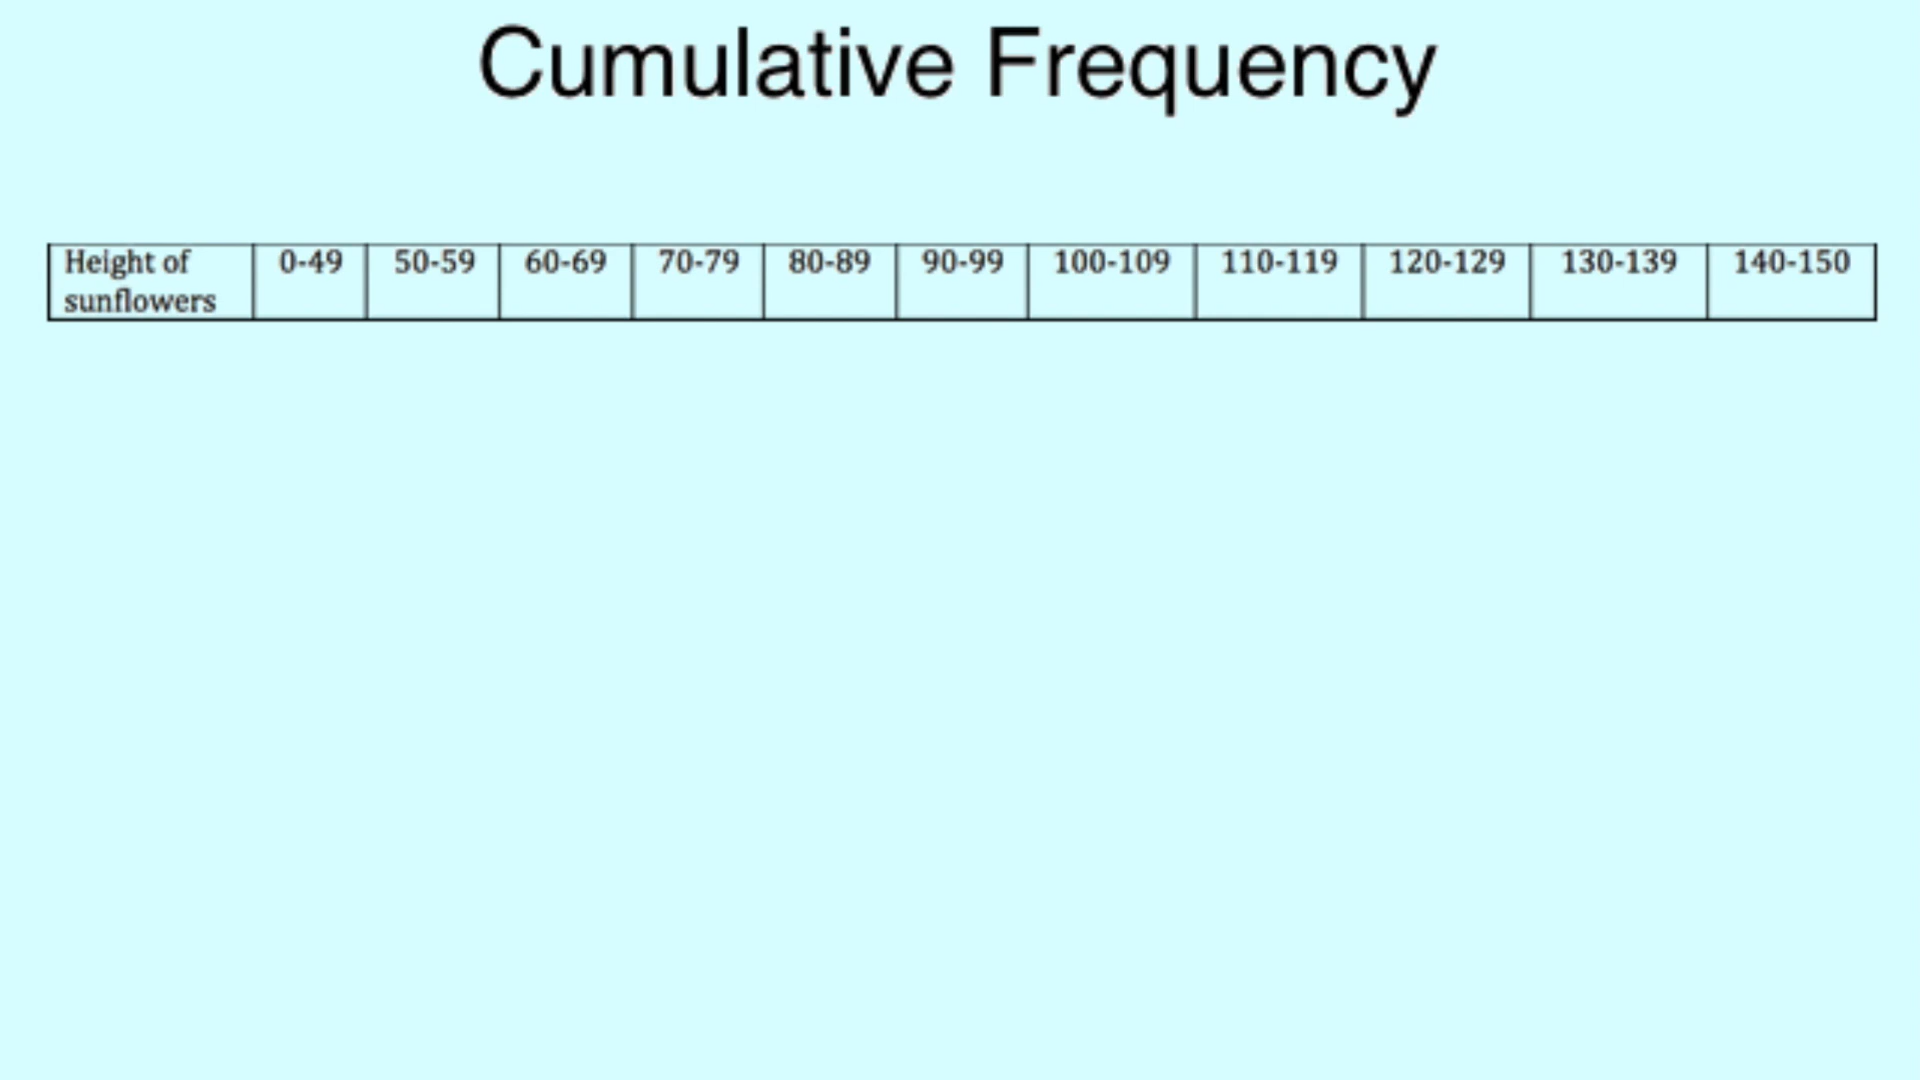 Cumulative Frequency
Height of 0-49 50-59 60-69 70-79 80-89 90-99 100-109 110-119 120-129 130-139 140-150
sunflowers